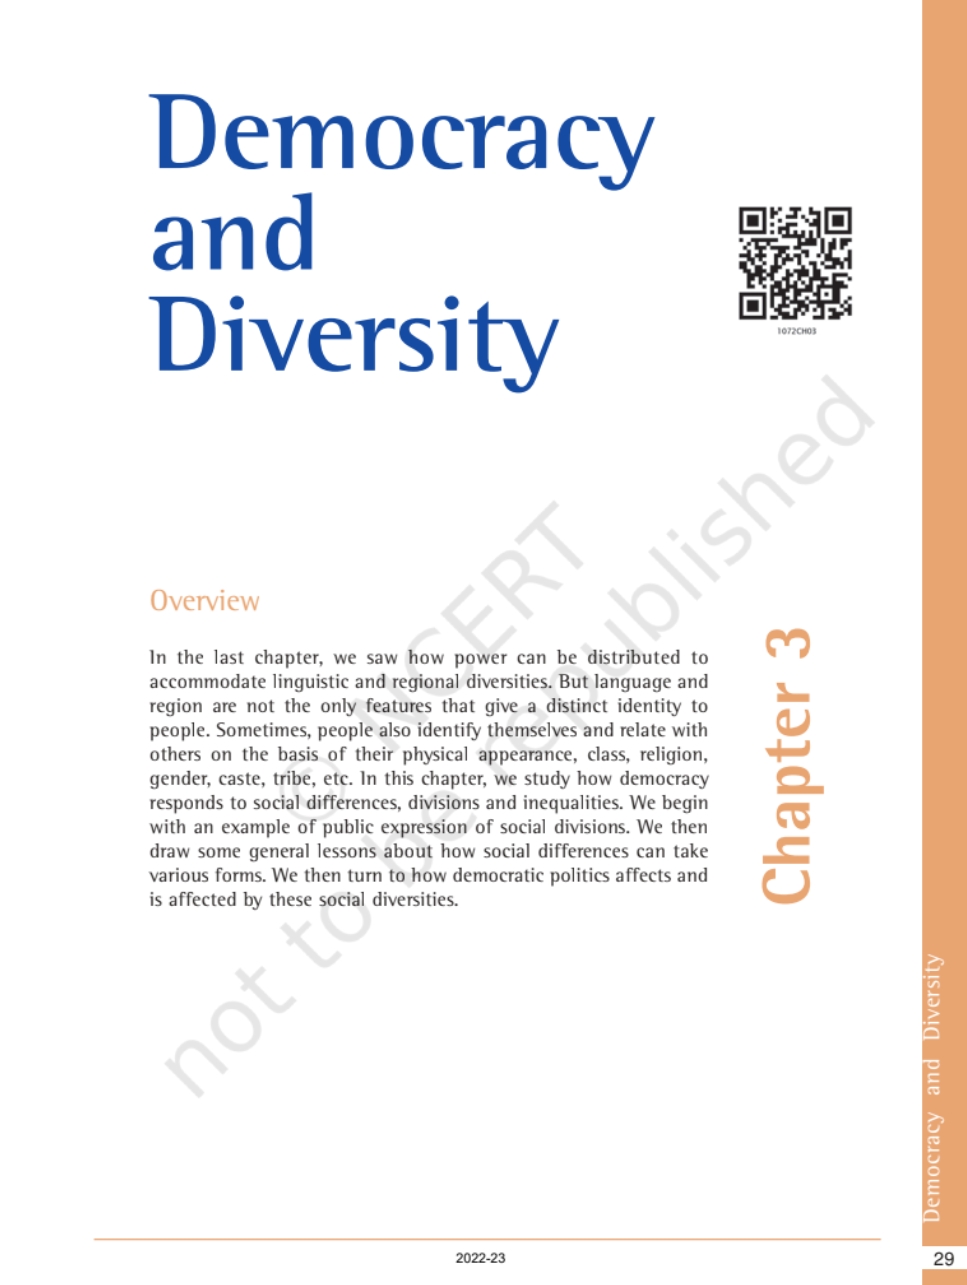 Democracy
and
Diversity
1072CH03
© NCERT
not to be republished
Overview
In the last chapter, we saw how power can be distributed to
accommodate linguistic and regional diversities. But language and
region are not the only features that give a distinct identity to
people. Sometimes, people also identify themselves and relate with
others on the basis of their physical appearance, class, religion,
gender, caste, tribe, etc. In this chapter, we study how democracy
responds to social differences, divisions and inequalities. We begin
with an example of public expression of social divisions. We then
draw some general lessons about how social differences can take
various forms. We then turn to how democratic politics affects and
is affected by these social diversities.
Chapter 3
Democracy and Diversity
2022-23
29